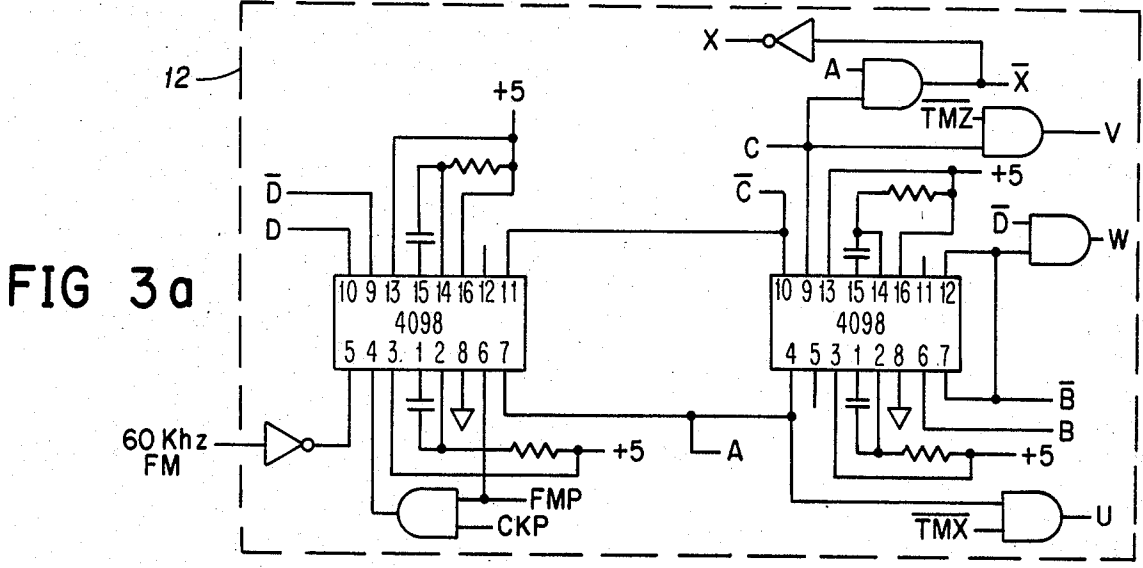 12
X
A
X̅
+5
T̅M̅Z̅
V
C
C̅
+5
D̅
D
D̅
W
FIG 3a
10 9 13 15 14 16 12 11
4098
5 4 3. 1 2 8 6 7
10 9 13 15 14 16 11 12
4098
4 5 3 1 2 8 6 7
B̅
B
60 Khz
FM
+5
A
+5
FMP
CKP
T̅M̅X̅
U